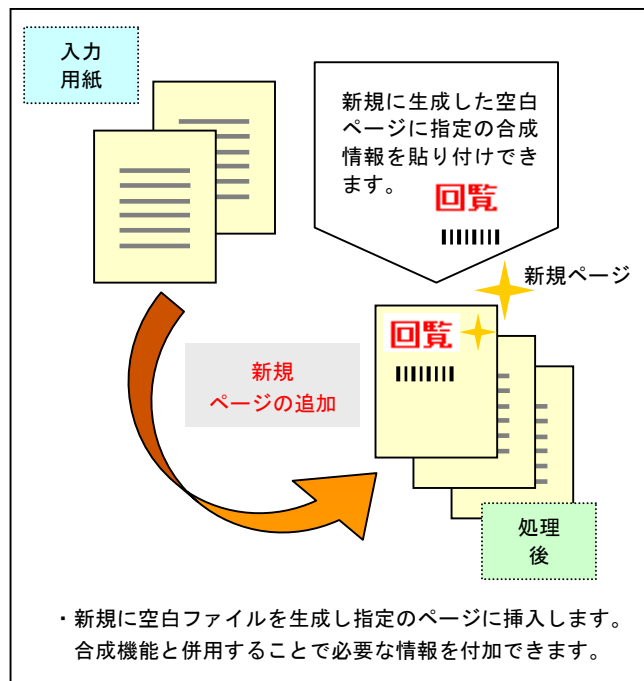 入力
用紙
新規に生成した空白
ページに指定の合成
情報を貼り付けでき
ます。
回覧
新規ページ
回覧
新規
ページの追加
処理
後
・新規に空白ファイルを生成し指定のページに挿入します。
合成機能と併用することで必要な情報を付加できます。